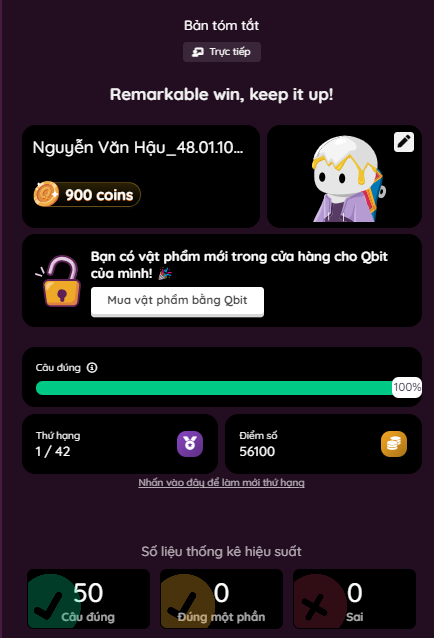 Bản tóm tắt
Trực tiếp
Remarkable win, keep it up!
Nguyễn Văn Hậu_48.01.10...
900 coins
Bạn có vật phẩm mới trong cửa hàng cho Qbit
của mình! 🎉
Mua vật phẩm bằng Qbit
Câu đúng
100%
Thứ hạng
1 / 42
Điểm số
56100
Nhấn vào đây để làm mới thứ hạng
Số liệu thống kê hiệu suất
50
Câu đúng
0
Đúng một phần
0
Sai